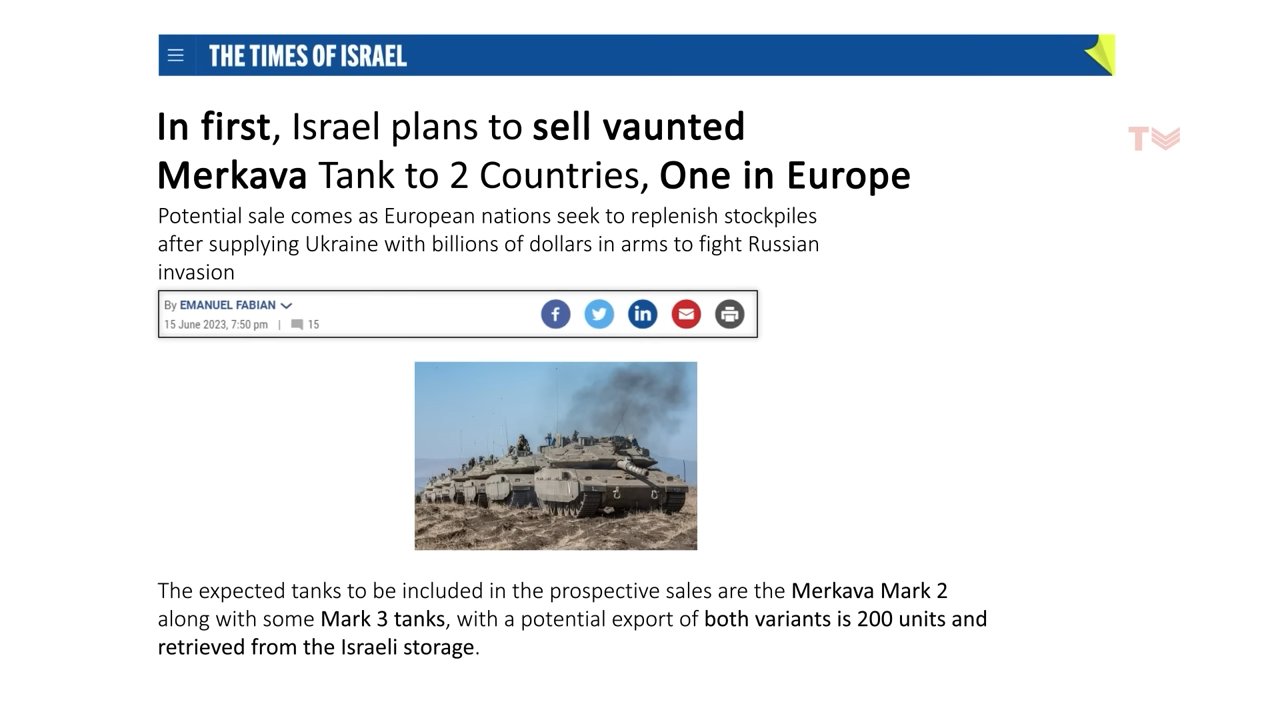 THE TIMES OF ISRAEL
In first, Israel plans to sell vaunted
Merkava Tank to 2 Countries, One in Europe
Potential sale comes as European nations seek to replenish stockpiles
after supplying Ukraine with billions of dollars in arms to fight Russian
invasion
By EMANUEL FABIAN
15 June 2023, 7:50 pm | 15
f in
The expected tanks to be included in the prospective sales are the Merkava Mark 2
along with some Mark 3 tanks, with a potential export of both variants is 200 units and
retrieved from the Israeli storage.